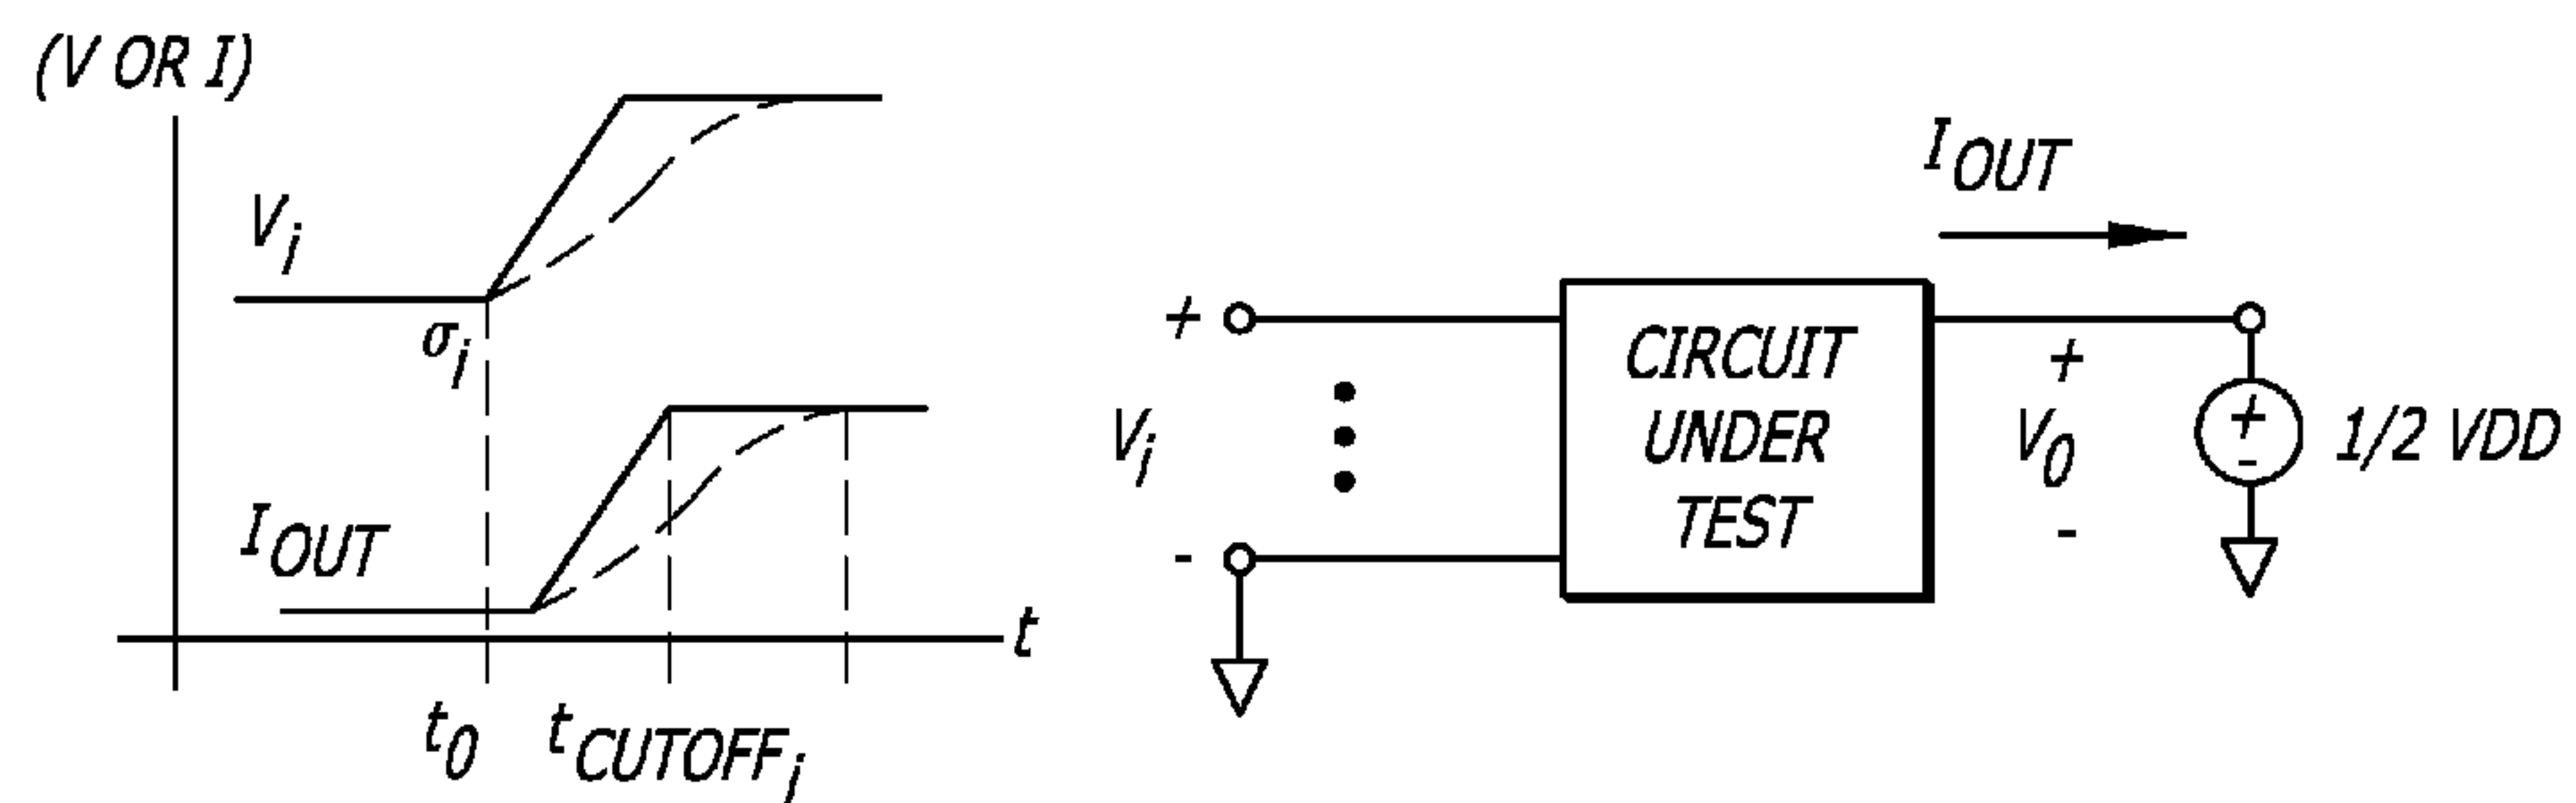 (V OR I)
V_i
σ_i
I_OUT
t
t_0
t_CUTOFF_i
I_OUT
+
V_i
-
CIRCUIT
UNDER
TEST
+
V_0
-
+
-
1/2 VDD